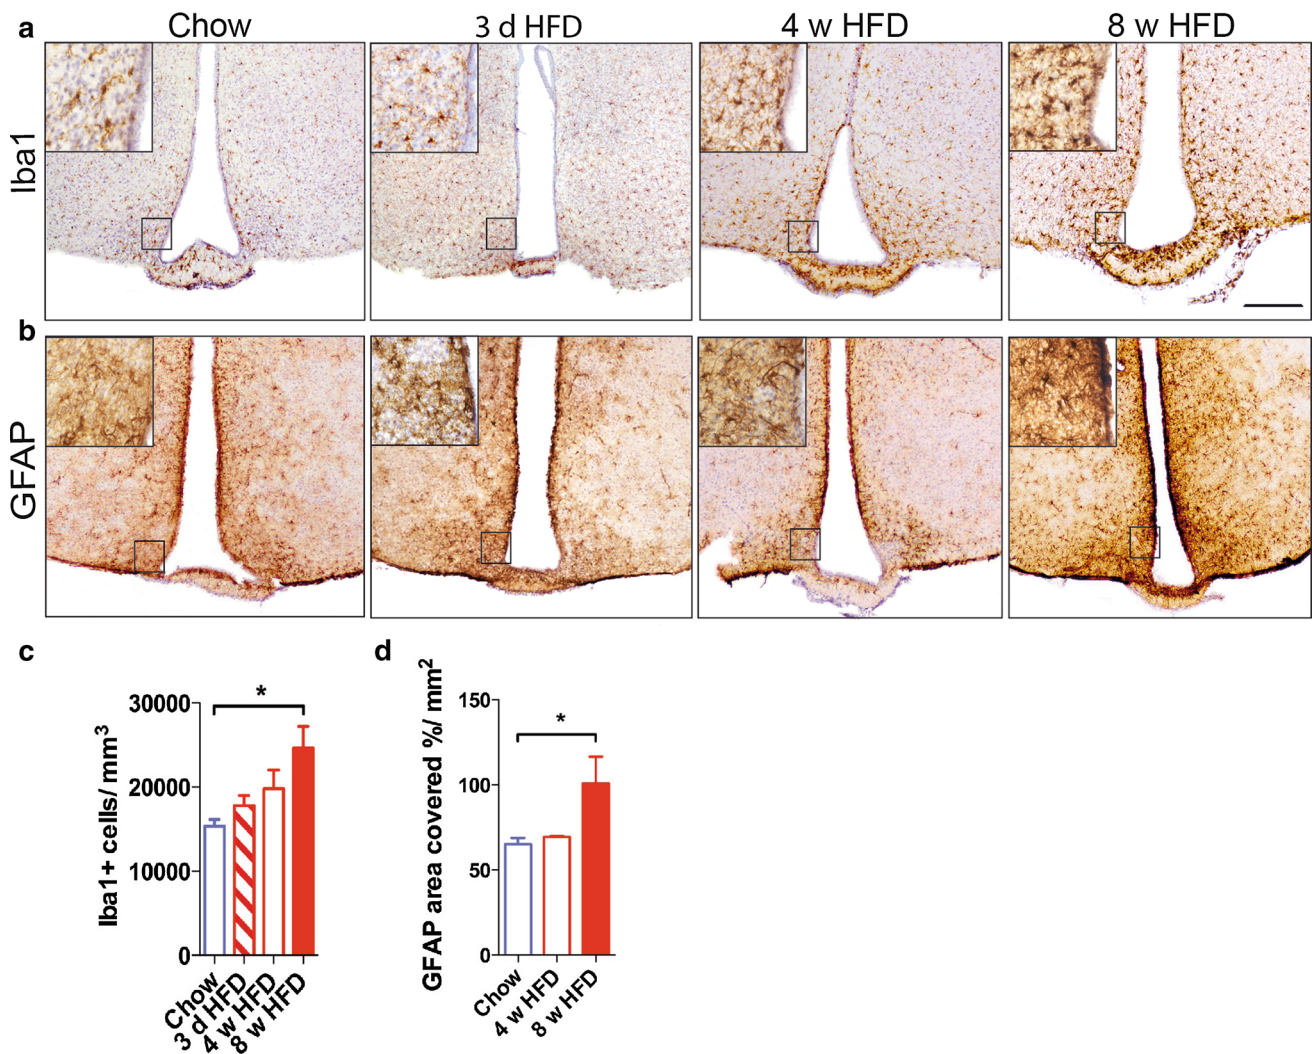 a
Chow
3 d HFD
4 w HFD
8 w HFD
Iba1
b
GFAP
c
Iba1+ cells/ mm3
30000
20000
10000
0
*
Chow
3 d HFD
4 w HFD
8 w HFD
d
GFAP area covered %/ mm2
150
100
50
0
*
Chow
4 w HFD
8 w HFD